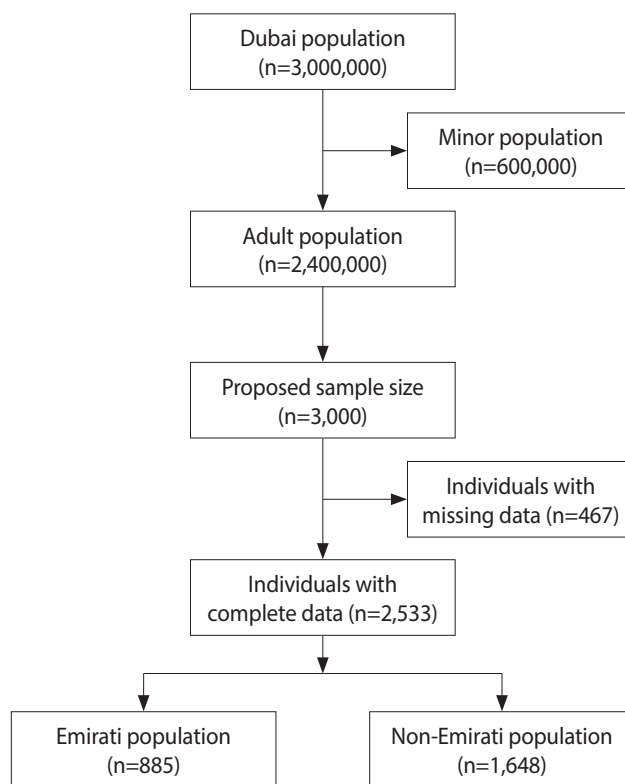 Dubai population
(n=3,000,000)
Minor population
(n=600,000)
Adult population
(n=2,400,000)
Proposed sample size
(n=3,000)
Individuals with
missing data (n=467)
Individuals with
complete data (n=2,533)
Emirati population
(n=885)
Non-Emirati population
(n=1,648)